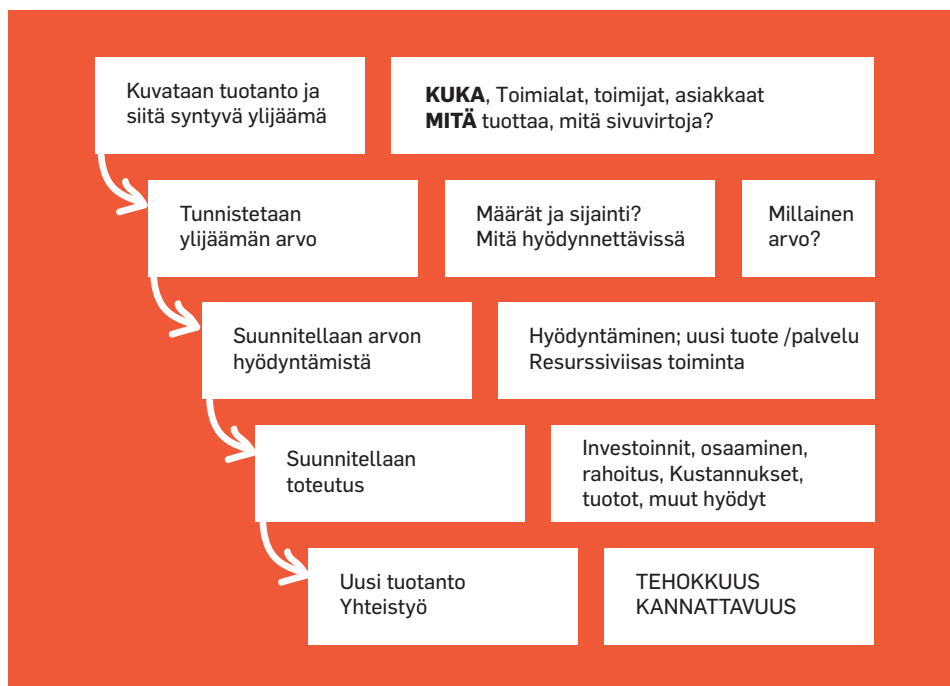 Kuvataan tuotanto ja
siitä syntyvä ylijäämä
KUKA, Toimialat, toimijat, asiakkaat
MITÄ tuottaa, mitä sivuvirtoja?
Tunnistetaan
ylijäämän arvo
Määrät ja sijainti?
Mitä hyödynnettävissä
Millainen
arvo?
Suunnitellaan arvon
hyödyntämistä
Hyödyntäminen; uusi tuote /palvelu
Resurssiviisas toiminta
Suunnitellaan
toteutus
Investoinnit, osaaminen,
rahoitus, Kustannukset,
tuotot, muut hyödyt
Uusi tuotanto
Yhteistyö
TEHOKKUUS
KANNATTAVUUS